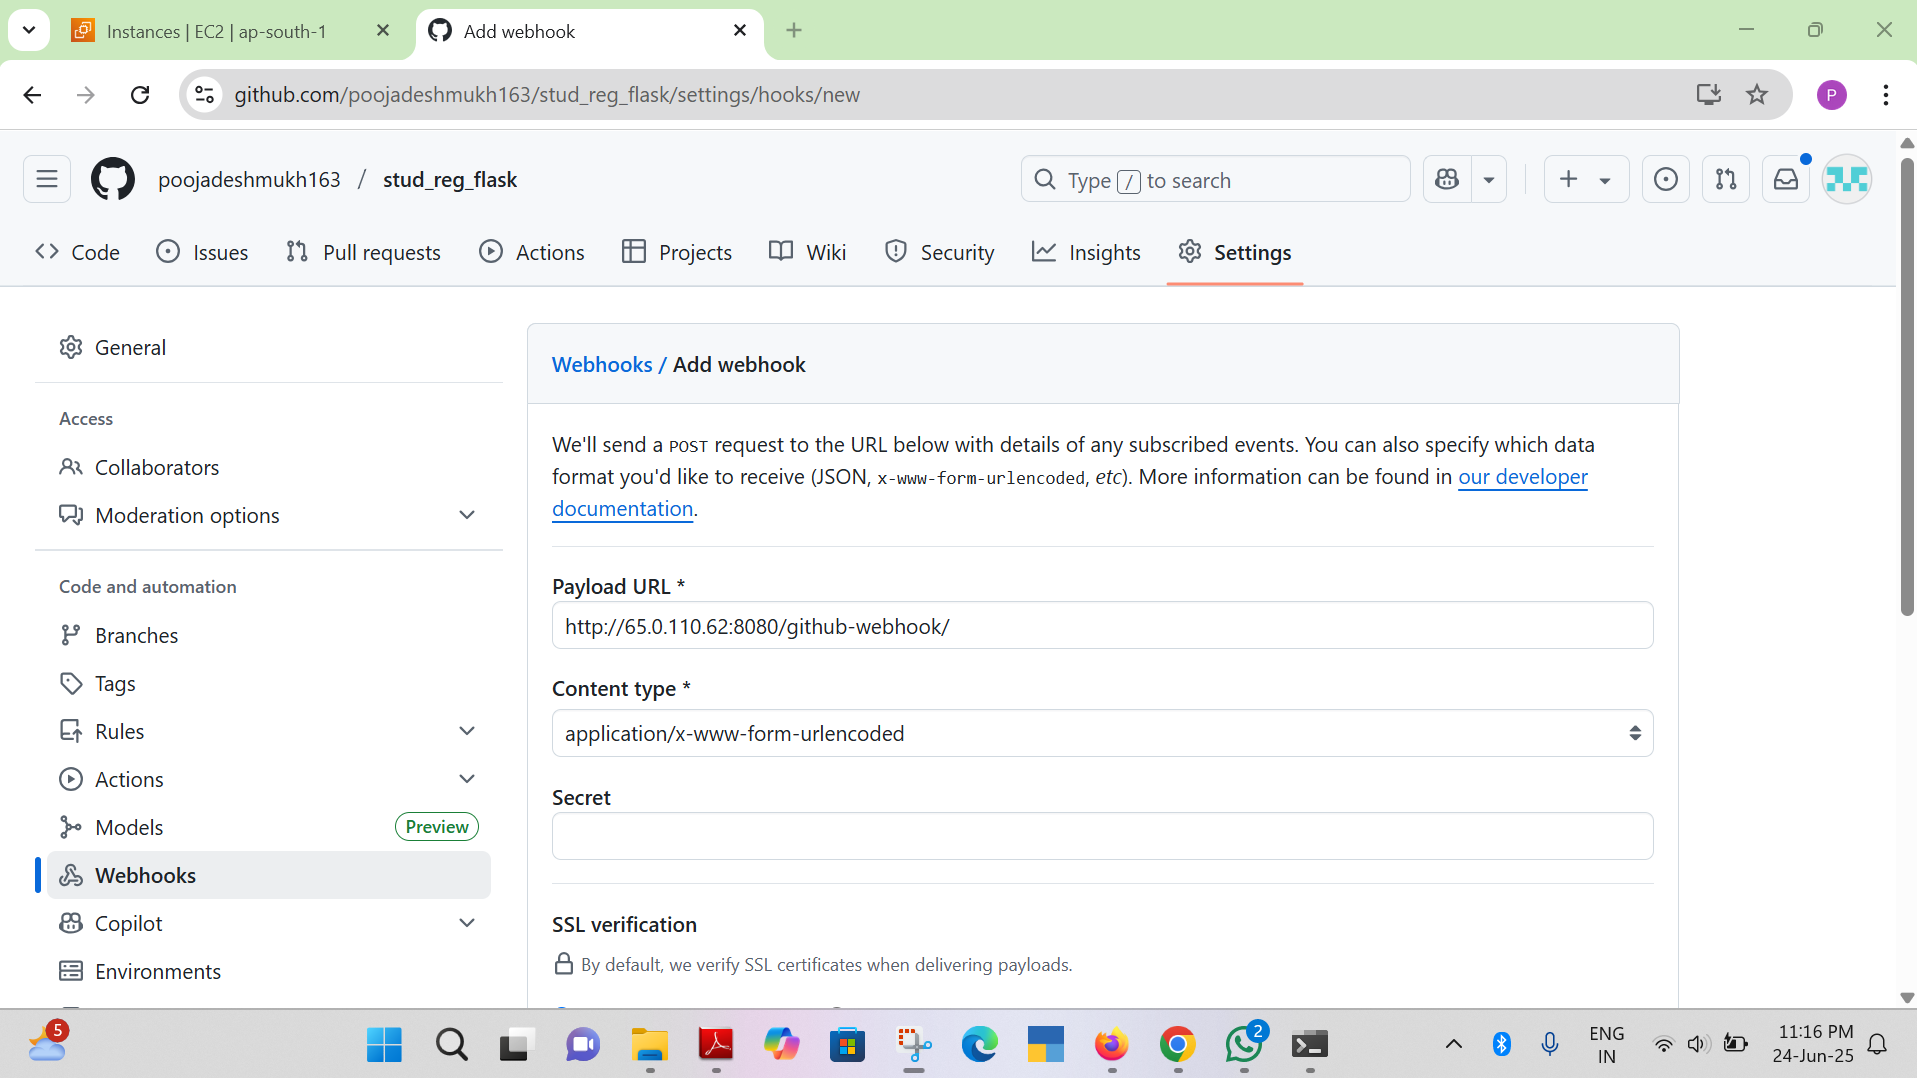 Instances | EC2 | ap-south-1
Add webhook
github.com/poojadeshmukh163/stud_reg_flask/settings/hooks/new
P
poojadeshmukh163 / stud_reg_flask
Type / to search
Code
Issues
Pull requests
Actions
Projects
Wiki
Security
Insights
Settings
General
Access
Collaborators
Moderation options
Code and automation
Branches
Tags
Rules
Actions
Models
Preview
Webhooks
Copilot
Environments
Webhooks / Add webhook
We'll send a POST request to the URL below with details of any subscribed events. You can also specify which data
format you'd like to receive (JSON, x-www-form-urlencoded, etc). More information can be found in our developer
documentation.
Payload URL *
http://65.0.110.62:8080/github-webhook/
Content type *
application/x-www-form-urlencoded
Secret
SSL verification
By default, we verify SSL certificates when delivering payloads.
5
2
ENG
IN
11:16 PM
24-Jun-25